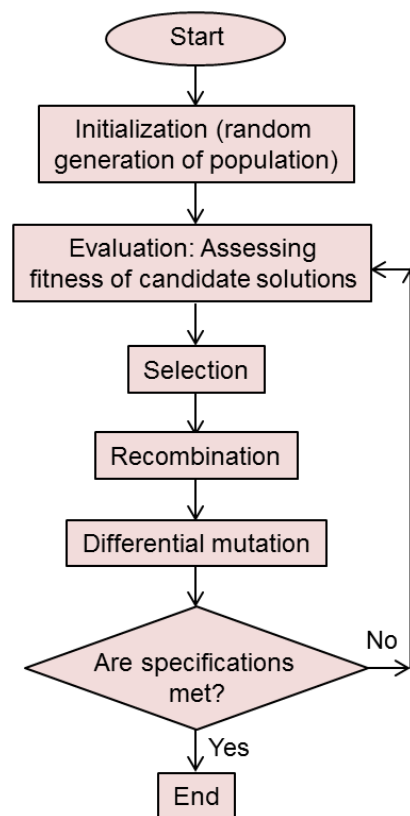 Start
Initialization (random
generation of population)
Evaluation: Assessing
fitness of candidate solutions
Selection
Recombination
Differential mutation
Are specifications
met?
No
Yes
End